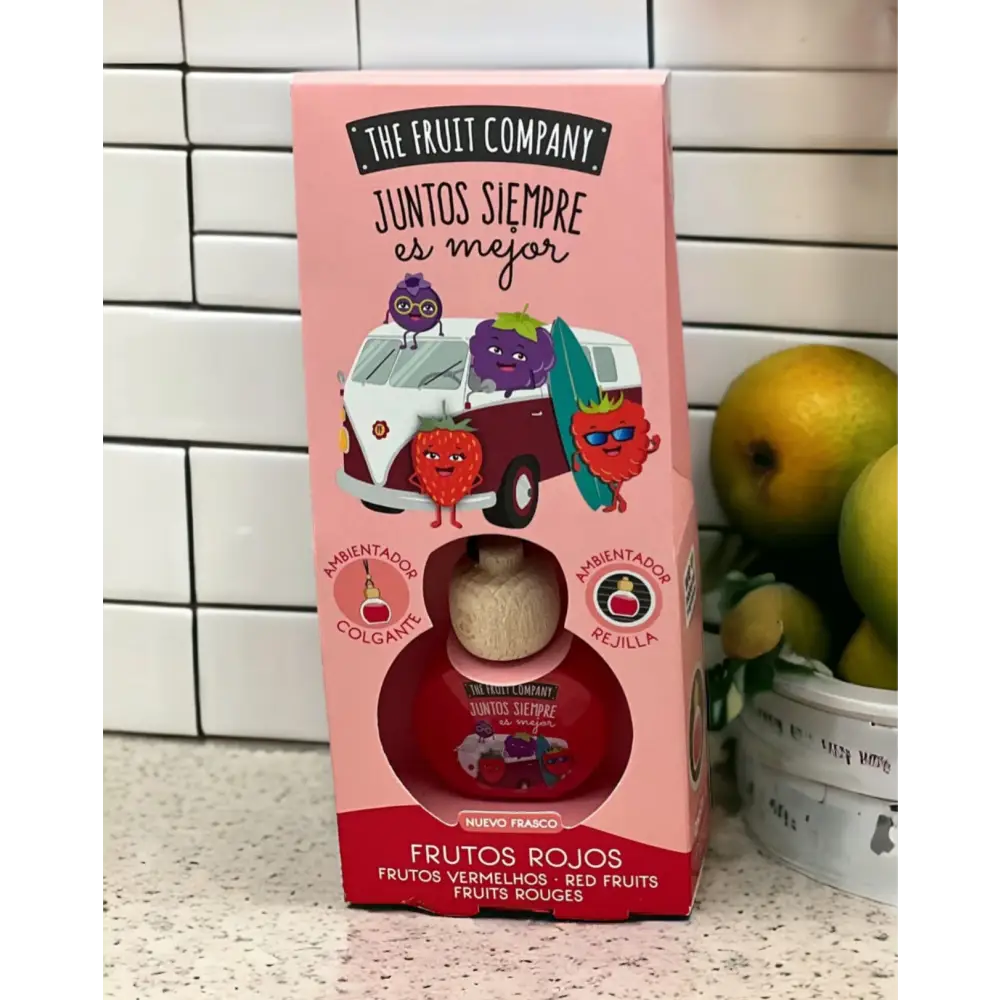 THE FRUIT COMPANY
JUNTOS SIEMPRE
es mejor
AMBIENTADOR
COLGANTE
AMBIENTADOR
REJILLA
THE FRUIT COMPANY
JUNTOS SIEMPRE
es mejor
NUEVO FRASCO
FRUTOS ROJOS
FRUTOS VERMELHOS · RED FRUITS
FRUITS ROUGES